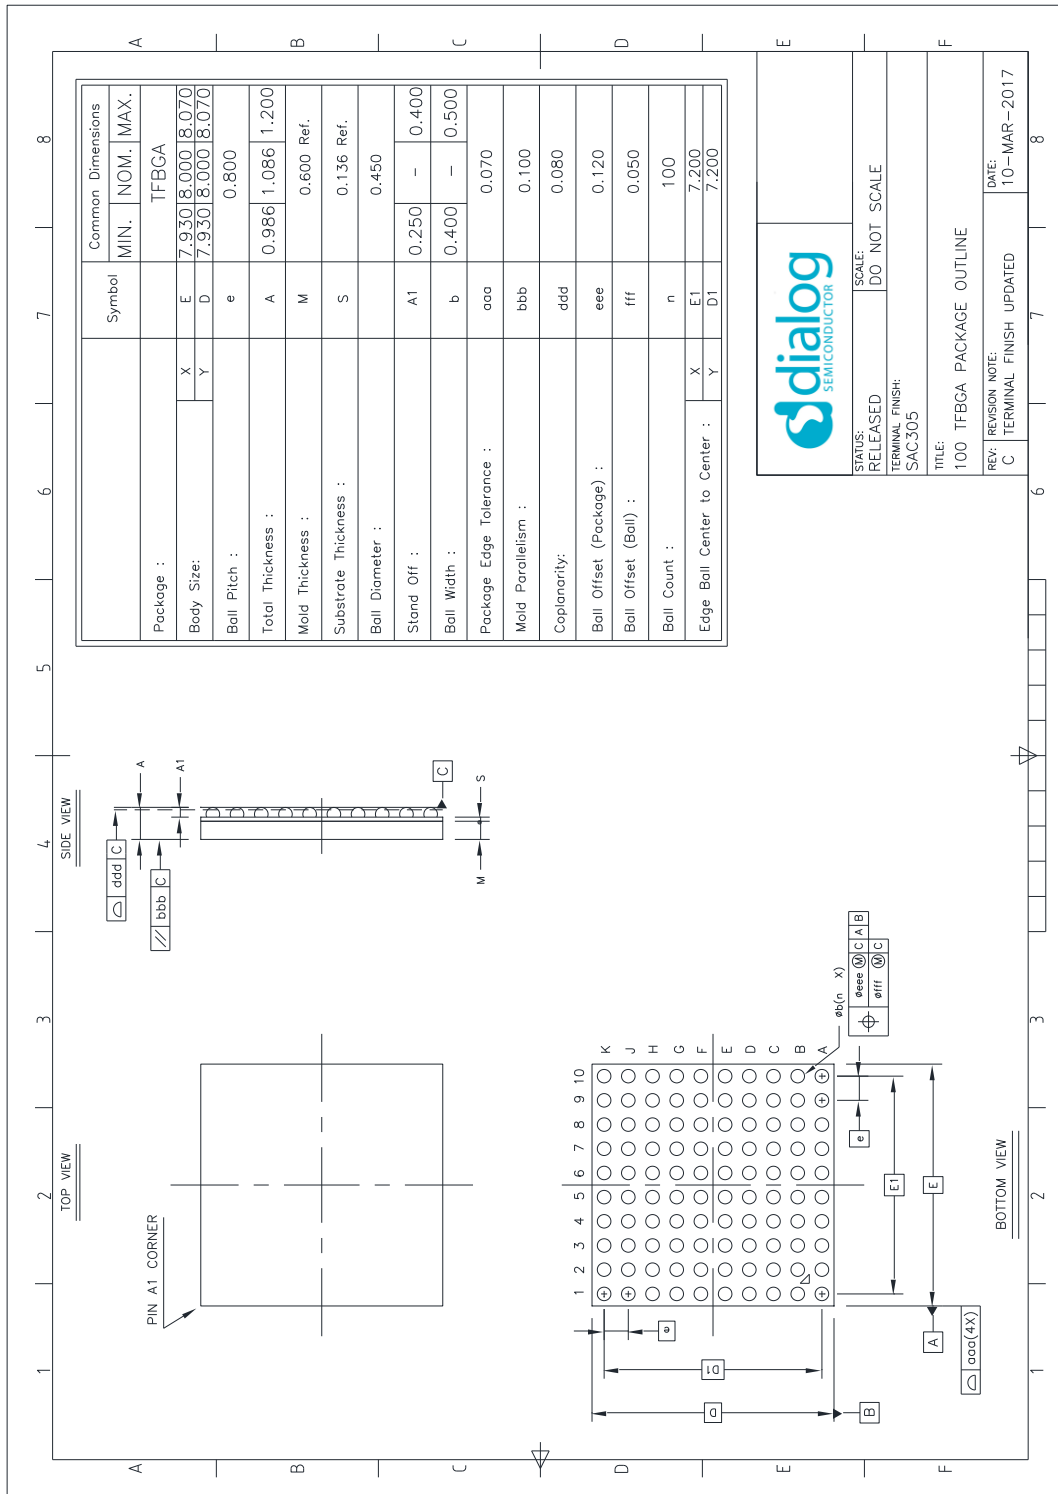 1 2 3 4 5 6 7 8
A
B
C
D
E
F
TOP VIEW
PIN A1 CORNER
SIDE VIEW
ddd C
bbb C
A
A1
C
M S
BOTTOM VIEW
1 2 3 4 5 6 7 8 9 10
K
J
H
G
F
E
D
C
B
A
e
D1
D
B
A
aaa(4X)
e
E1
E
øb(n X)
øeee M C A B
øfff M C
Symbol Common Dimensions
MIN. NOM. MAX.
Package : TFBGA
Body Size: X E 7.930 8.000 8.070
Y D 7.930 8.000 8.070
Ball Pitch : e 0.800
Total Thickness : A 0.986 1.086 1.200
Mold Thickness : M 0.600 Ref.
Substrate Thickness : S 0.136 Ref.
Ball Diameter : 0.450
Stand Off : A1 0.250 – 0.400
Ball Width : b 0.400 – 0.500
Package Edge Tolerance : aaa 0.070
Mold Parallelism : bbb 0.100
Coplanarity: ddd 0.080
Ball Offset (Package) : eee 0.120
Ball Offset (Ball) : fff 0.050
Ball Count : n 100
Edge Ball Center to Center : X E1 7.200
Y D1 7.200
dialog
SEMICONDUCTOR
STATUS:
RELEASED
SCALE:
DO NOT SCALE
TERMINAL FINISH:
SAC305
TITLE:
100 TFBGA PACKAGE OUTLINE
REV:
C
REVISION NOTE:
TERMINAL FINISH UPDATED
DATE:
10-MAR-2017
A
B
C
D
E
F
1 2 3 6 7 8